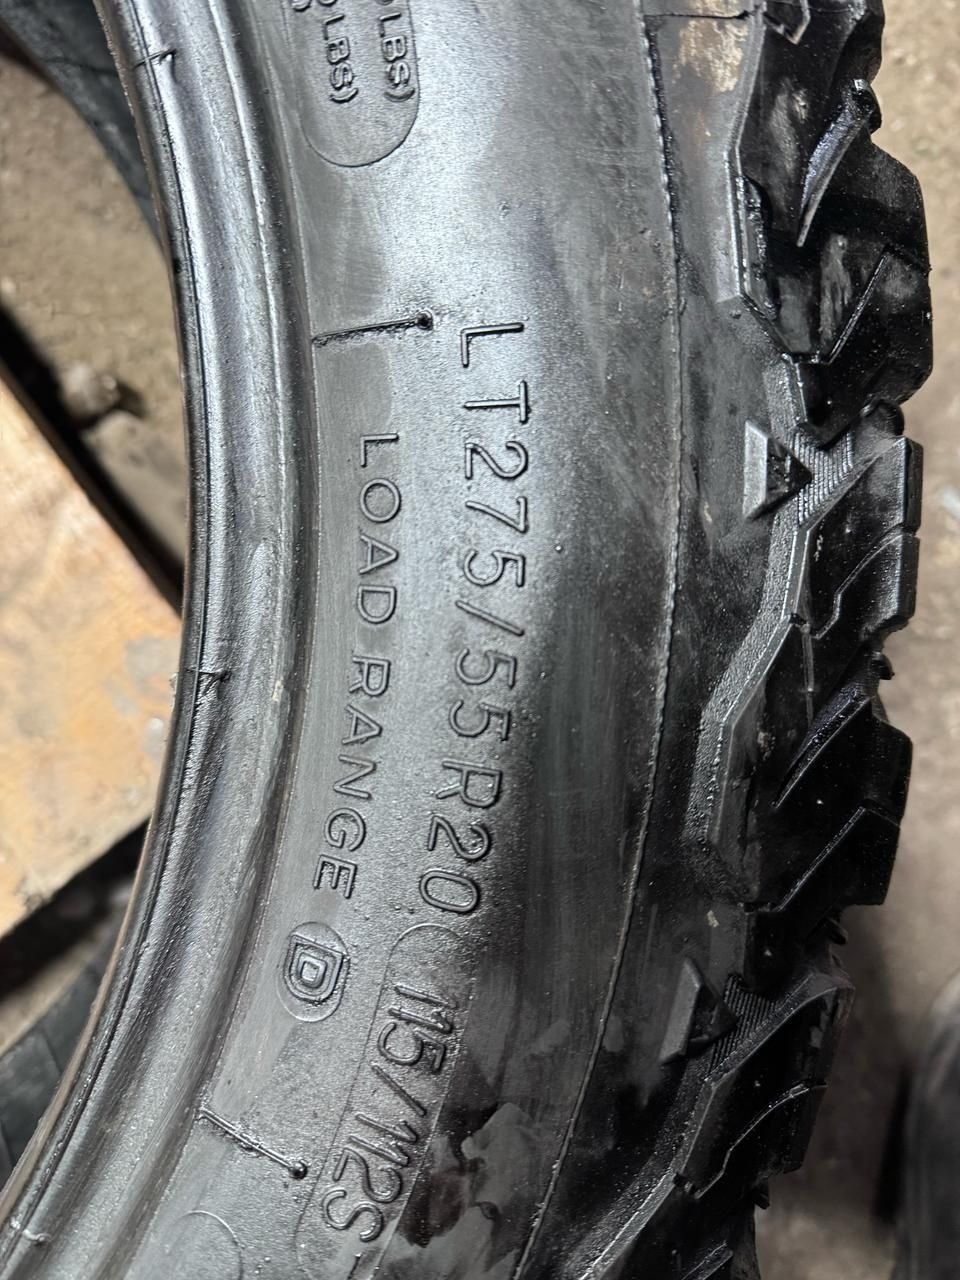 LBS)
LBS)
LT275/55R20 115/112S
LOAD RANGE D